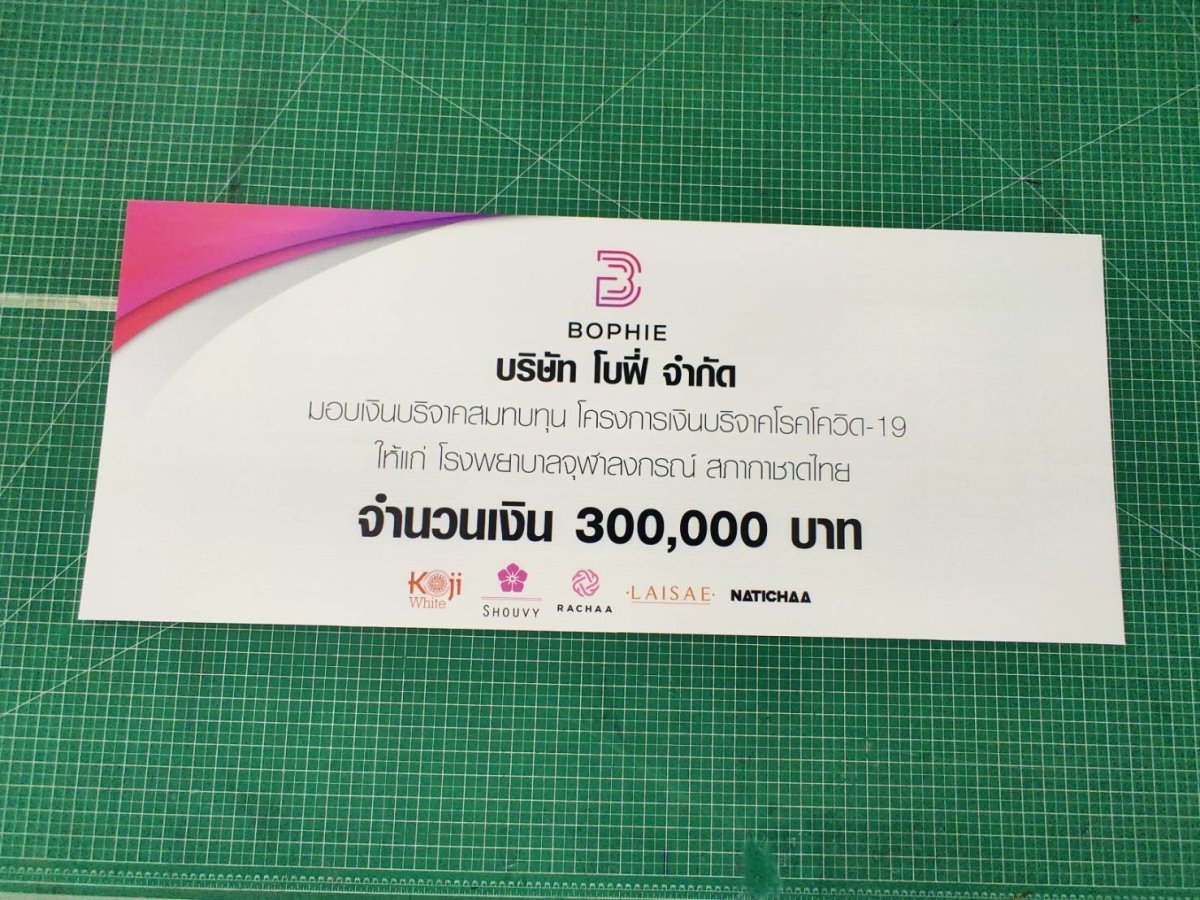 BOPHIE
บริษัท โบฟี่ จำกัด
มอบเงินบริจาคสมทบทุน โครงการเงินบริจาคโรคโควิด-19
ให้แก่ โรงพยาบาลจุฬาลงกรณ์ สภากาชาดไทย
จำนวนเงิน 300,000 บาท
Koji White SHOUVY RACHAA ·LAISAE· NATICHAA